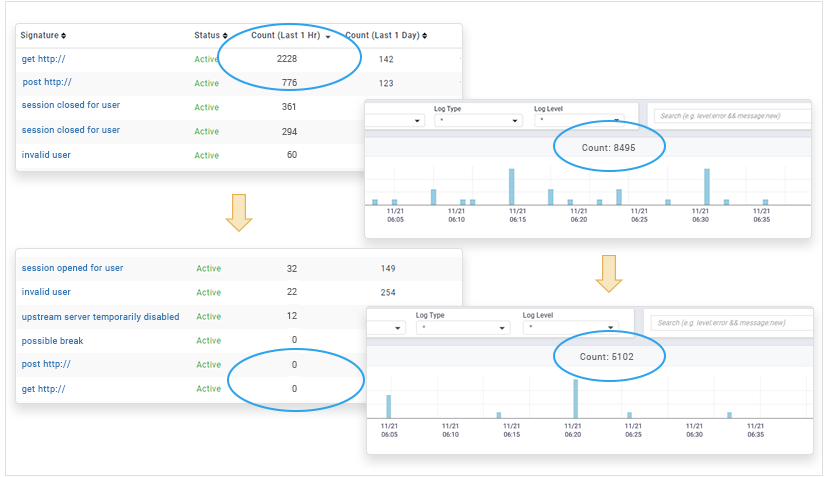 Signature Status Count (Last 1 Hr) Count (Last 1 Day)
get http:// Active 2228 142
post http:// Active 776 123
session closed for user Active 361
session closed for user Active 294
invalid user Active 60
Log Type Log Level
* * Search (e.g. level:error && message:new)
Count: 8495
11/21 11/21 11/21 11/21 11/21 11/21 11/21
06:05 06:10 06:15 06:20 06:25 06:30 06:35
session opened for user Active 32 149
invalid user Active 22 254
upstream server temporarily disabled Active 12
possible break Active 0
post http:// Active 0
get http:// Active 0
Log Type Log Level
* * Search (e.g. level:error && message:new)
Count: 5102
11/21 11/21 11/21 11/21 11/21 11/21 11/21
06:05 06:10 06:15 06:20 06:25 06:30 06:35